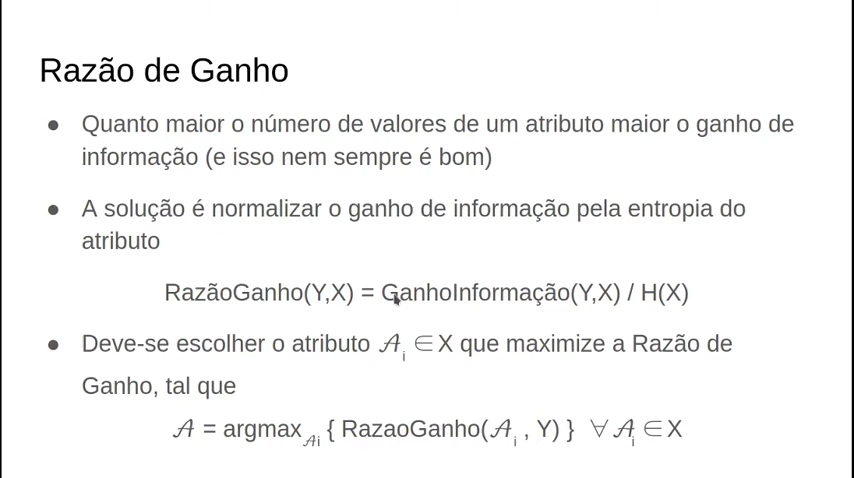 Razão de Ganho
● Quanto maior o número de valores de um atributo maior o ganho de
informação (e isso nem sempre é bom)
● A solução é normalizar o ganho de informação pela entropia do
atributo
RazãoGanho(Y,X) = GanhoInformação(Y,X) / H(X)
● Deve-se escolher o atributo 𝒜i ∈X que maximize a Razão de
Ganho, tal que
𝒜 = argmax𝒜i { RazaoGanho(𝒜i , Y) } ∀ 𝒜i ∈X